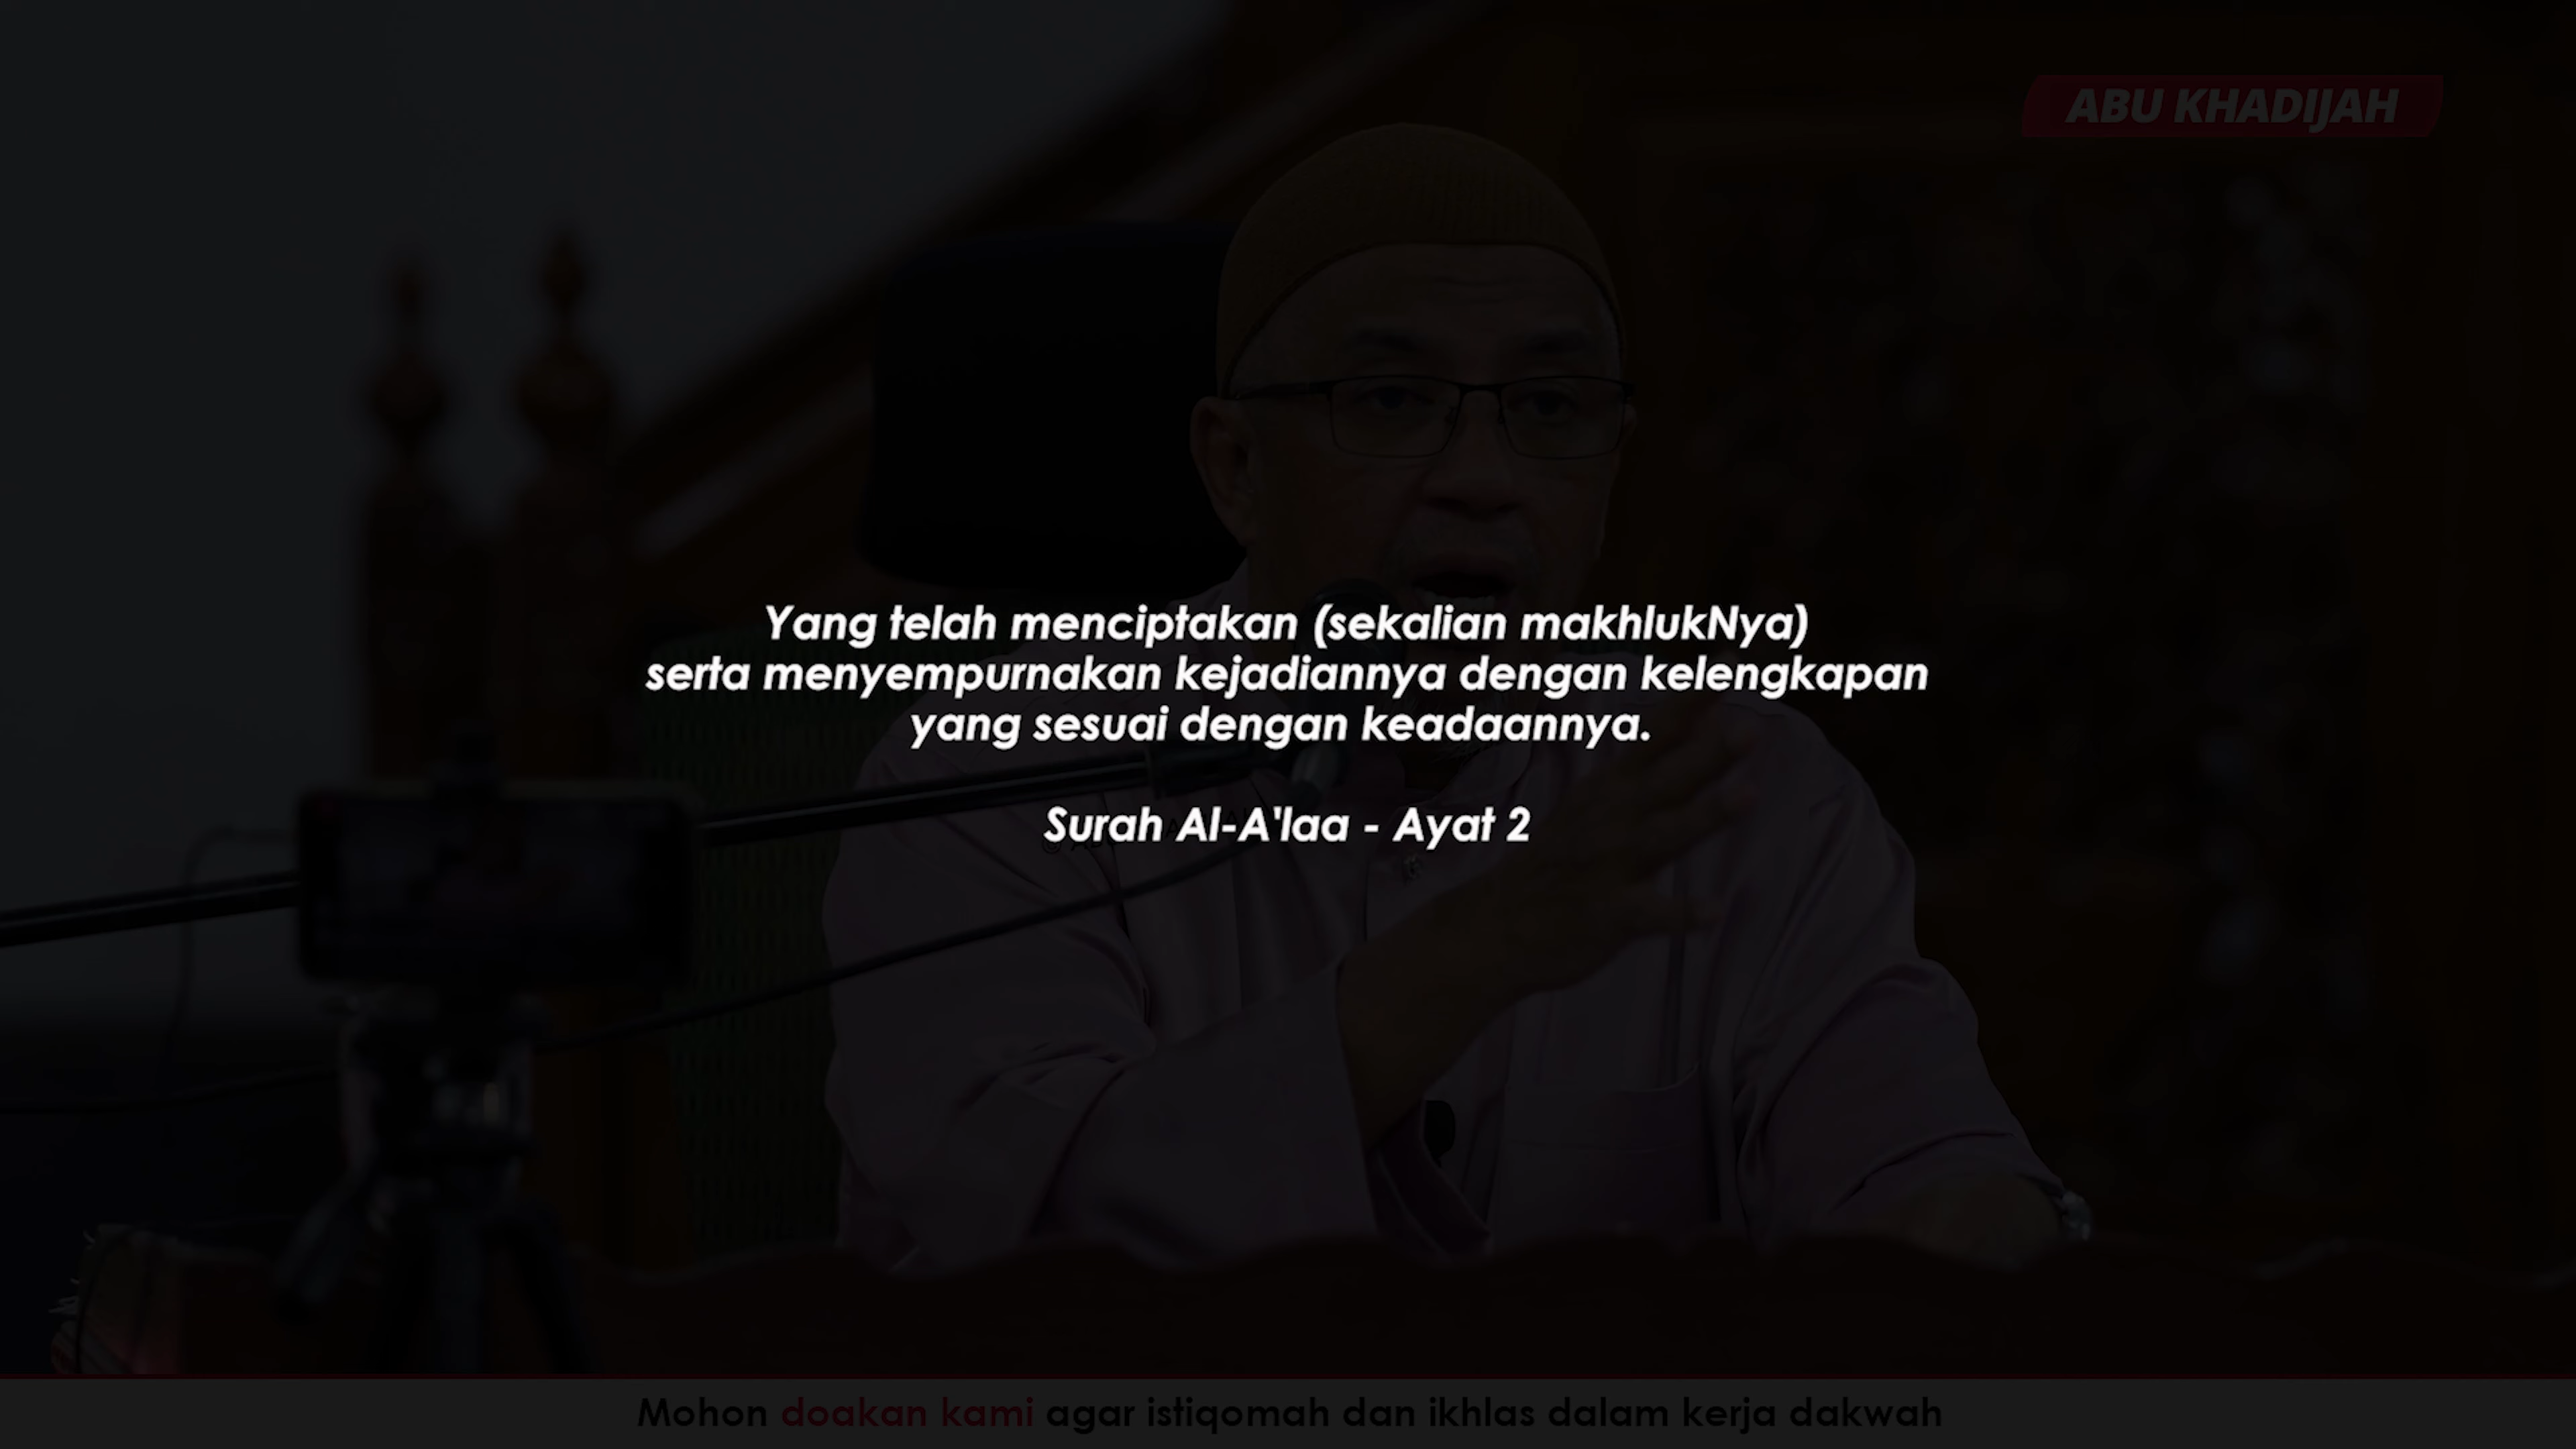 ABU KHADIJAH
Yang telah menciptakan (sekalian makhlukNya)
serta menyempurnakan kejadiannya dengan kelengkapan
yang sesuai dengan keadaannya.
Surah Al-A'laa - Ayat 2
Mohon doakan kami agar istiqomah dan ikhlas dalam kerja dakwah